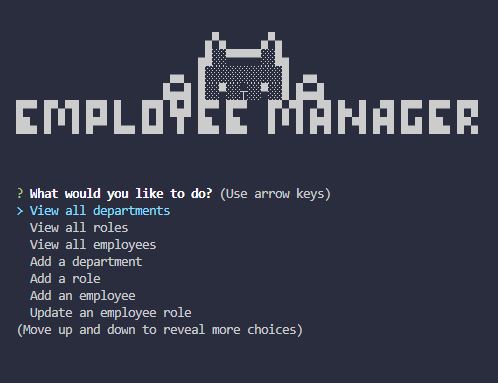 EMPLOYEE MANAGER
? What would you like to do? (Use arrow keys)
> View all departments
View all roles
View all employees
Add a department
Add a role
Add an employee
Update an employee role
(Move up and down to reveal more choices)